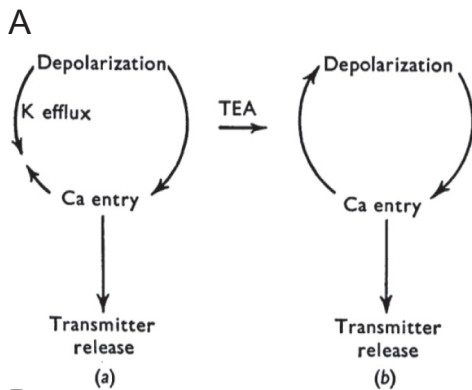 A
Depolarization
K efflux
Ca entry
Transmitter
release
(a)
TEA
Depolarization
Ca entry
Transmitter
release
(b)